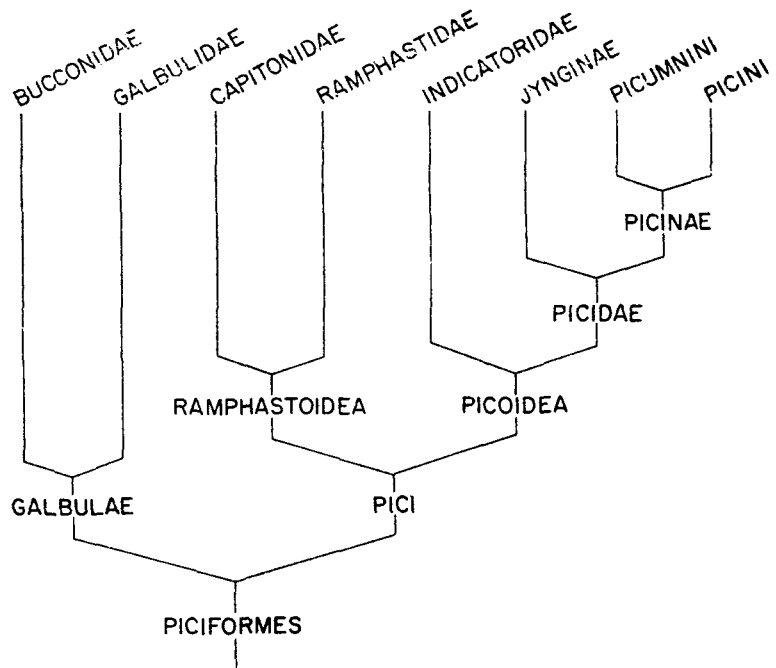 BUCCONIDAE
GALBULIDAE
CAPITONIDAE
RAMPHASTIDAE
INDICATORIDAE
JYNGINAE
PICUMNINI
PICINI
PICINAE
PICIDAE
RAMPHASTOIDEA
PICOIDEA
GALBULAE
PICI
PICIFORMES